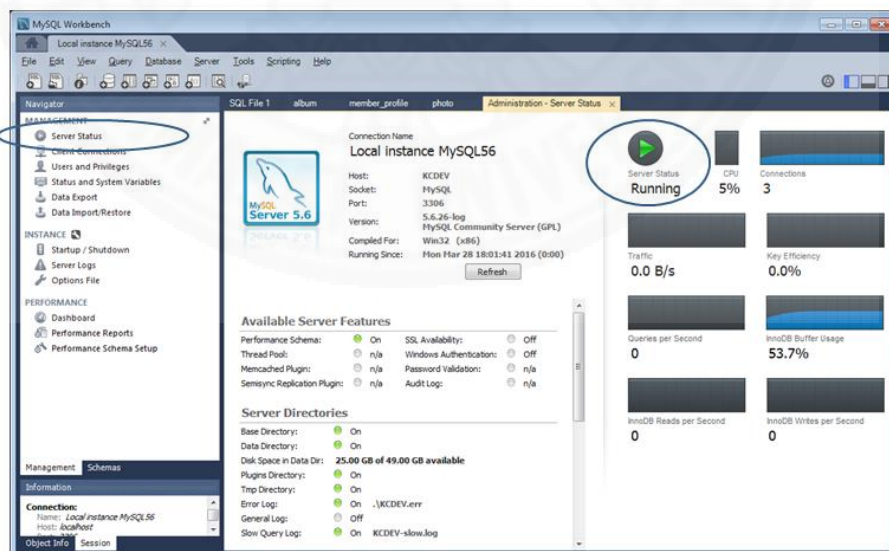 MySQL Workbench
Local instance MySQL56
File Edit View Query Database Server Tools Scripting Help
Navigator
MANAGEMENT
Server Status
Client Connections
Users and Privileges
Status and System Variables
Data Export
Data Import/Restore
INSTANCE
Startup / Shutdown
Server Logs
Options File
PERFORMANCE
Dashboard
Performance Reports
Performance Schema Setup
Management Schemas
Information
Connection:
Name: Local instance MySQL56
Host: localhost
Object Info Session
SQL File 1 album member_profile photo Administration - Server Status
MySQL
Server 5.6
Connection Name
Local instance MySQL56
Host: KCDEV
Socket: MySQL
Port: 3306
Version: 5.6.26-log
MySQL Community Server (GPL)
Compiled For: Win32 (x86)
Running Since: Mon Mar 28 18:01:41 2016 (0:00)
Refresh
Available Server Features
Performance Schema: On SSL Availability: Off
Thread Pool: n/a Windows Authentication: Off
Memcached Plugin: n/a Password Validation: n/a
Semisync Replication Plugin: n/a Audit Log: n/a
Server Directories
Base Directory: On
Data Directory: On
Disk Space in Data Dir: 25.00 GB of 49.00 GB available
Plugins Directory: On
Tmp Directory: On
Error Log: On .\KCDEV.err
General Log: Off
Slow Query Log: On KCDEV-slow.log
Server Status CPU Connections
Running 5% 3
Traffic Key Efficiency
0.0 B/s 0.0%
Queries per Second InnoDB Buffer Usage
0 53.7%
InnoDB Reads per Second InnoDB Writes per Second
0 0